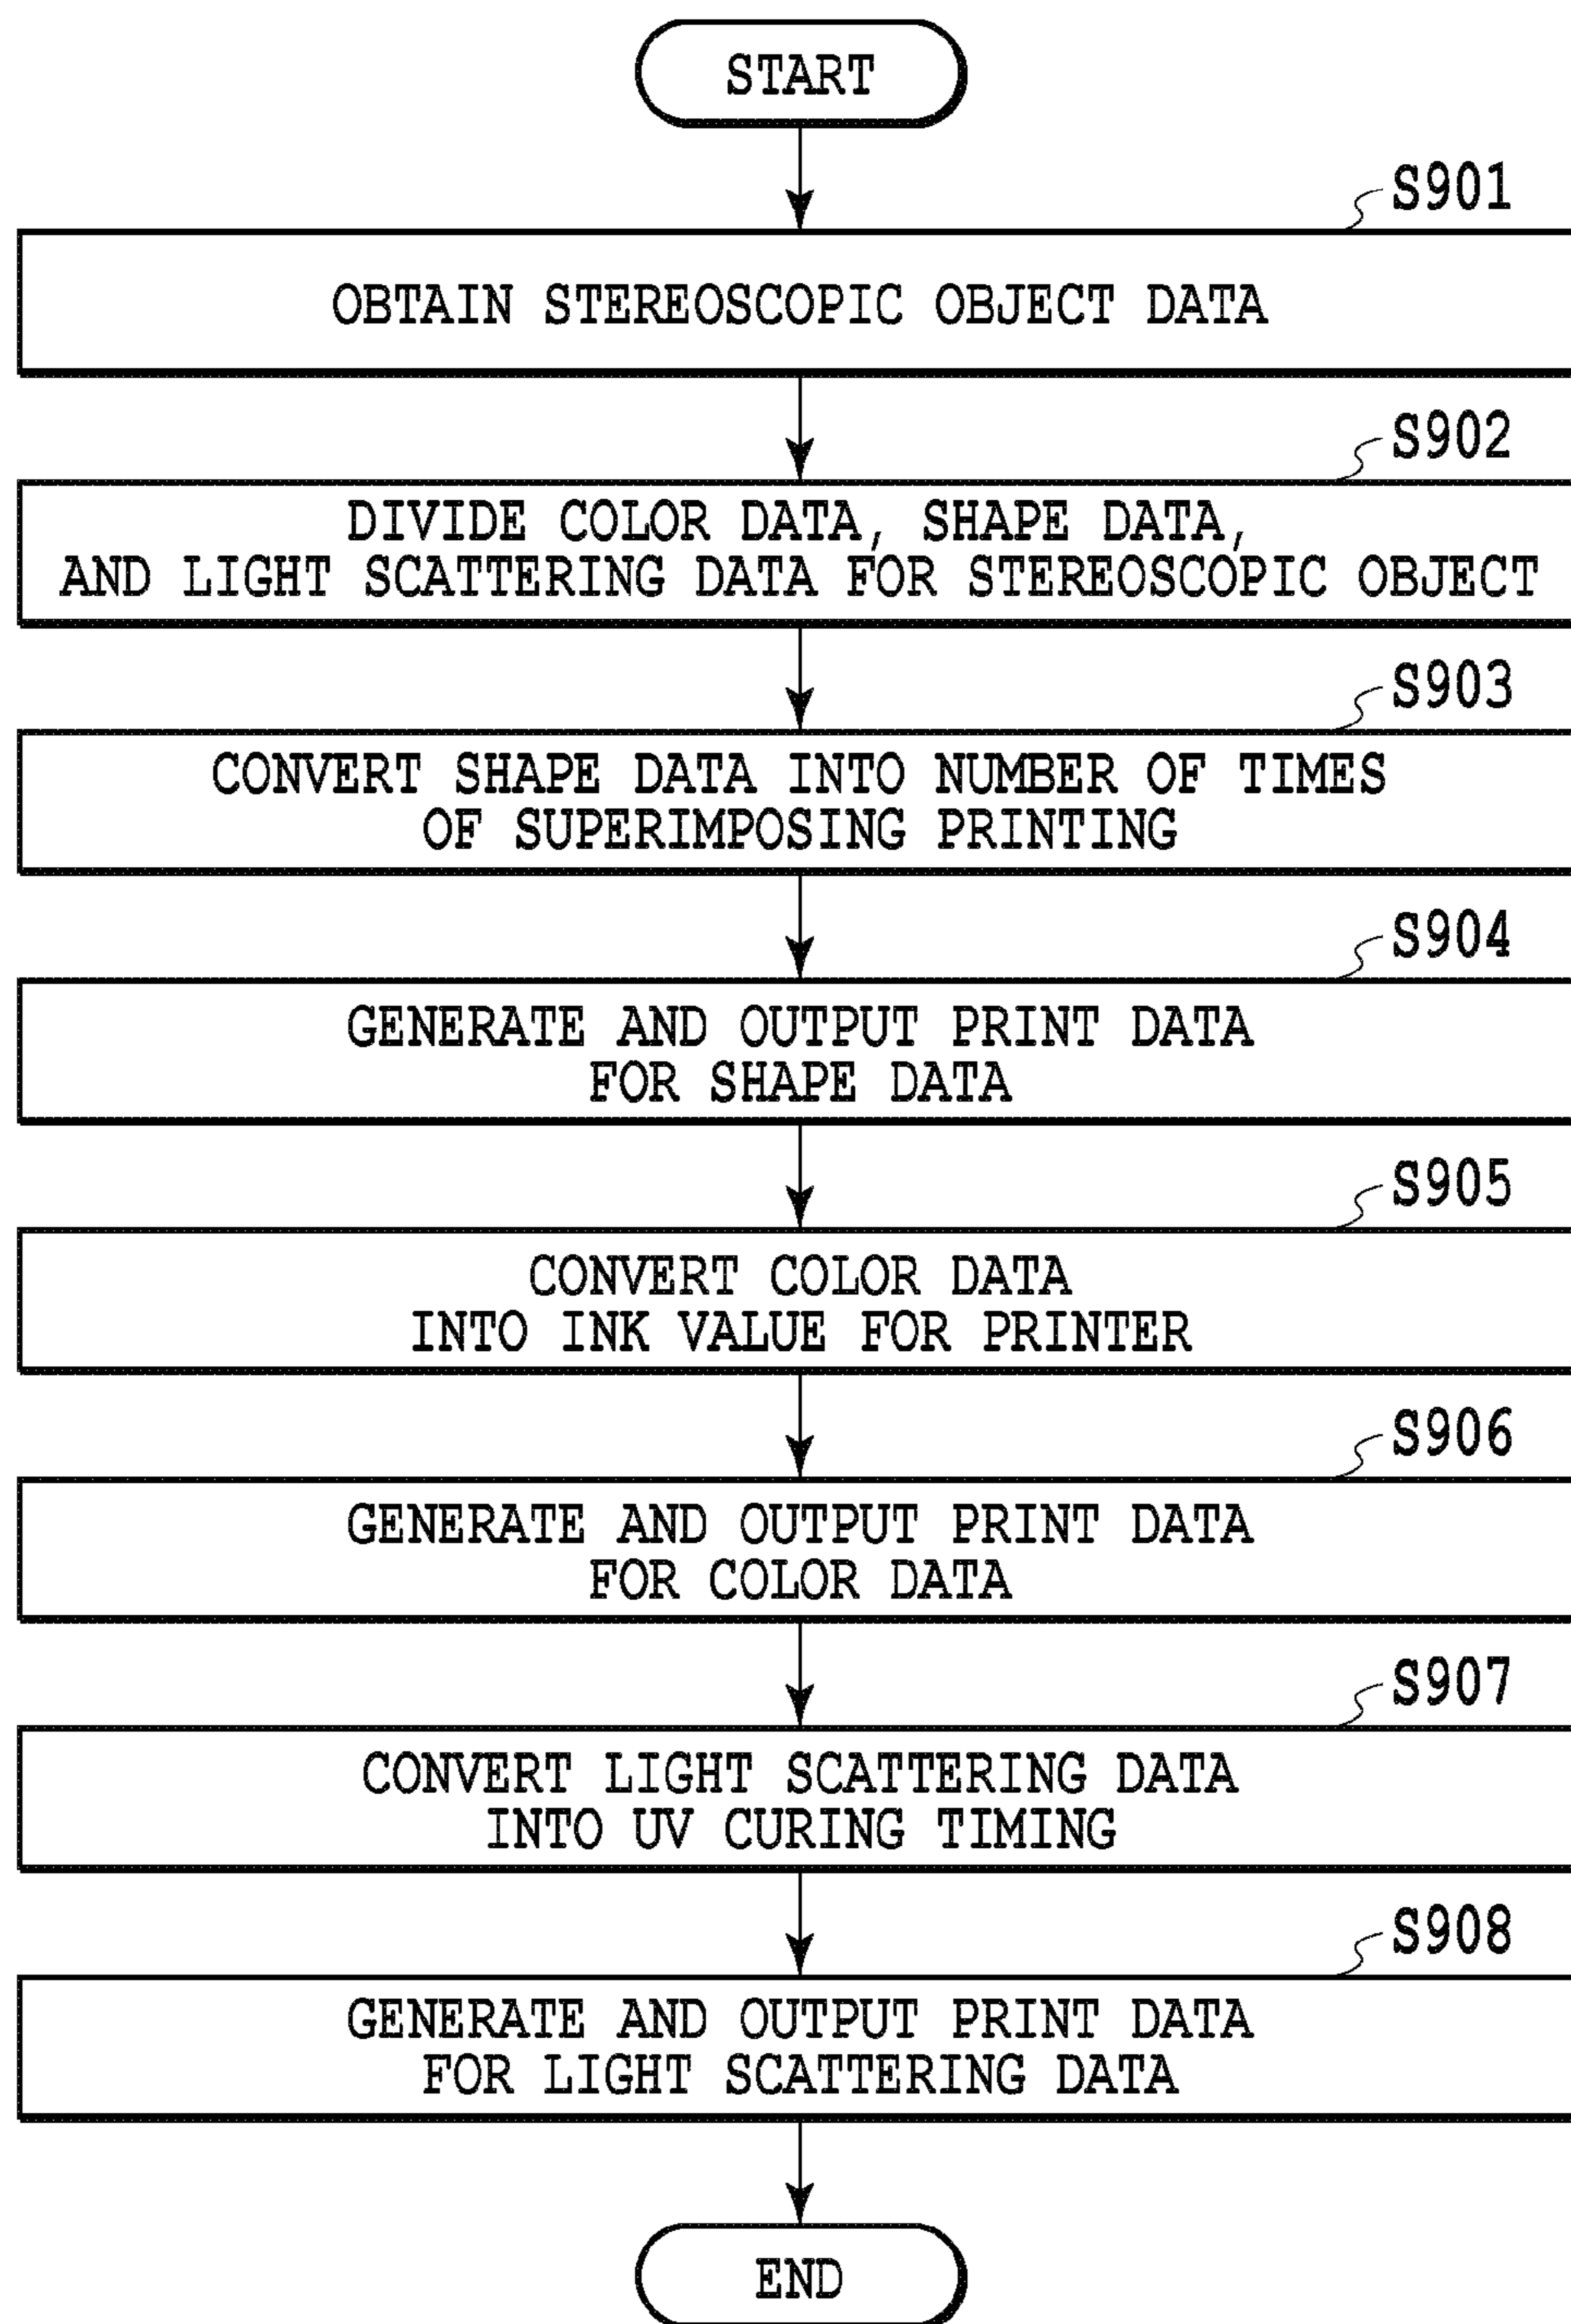 START
S901
OBTAIN STEREOSCOPIC OBJECT DATA
S902
DIVIDE COLOR DATA, SHAPE DATA,
AND LIGHT SCATTERING DATA FOR STEREOSCOPIC OBJECT
S903
CONVERT SHAPE DATA INTO NUMBER OF TIMES
OF SUPERIMPOSING PRINTING
S904
GENERATE AND OUTPUT PRINT DATA
FOR SHAPE DATA
S905
CONVERT COLOR DATA
INTO INK VALUE FOR PRINTER
S906
GENERATE AND OUTPUT PRINT DATA
FOR COLOR DATA
S907
CONVERT LIGHT SCATTERING DATA
INTO UV CURING TIMING
S908
GENERATE AND OUTPUT PRINT DATA
FOR LIGHT SCATTERING DATA
END